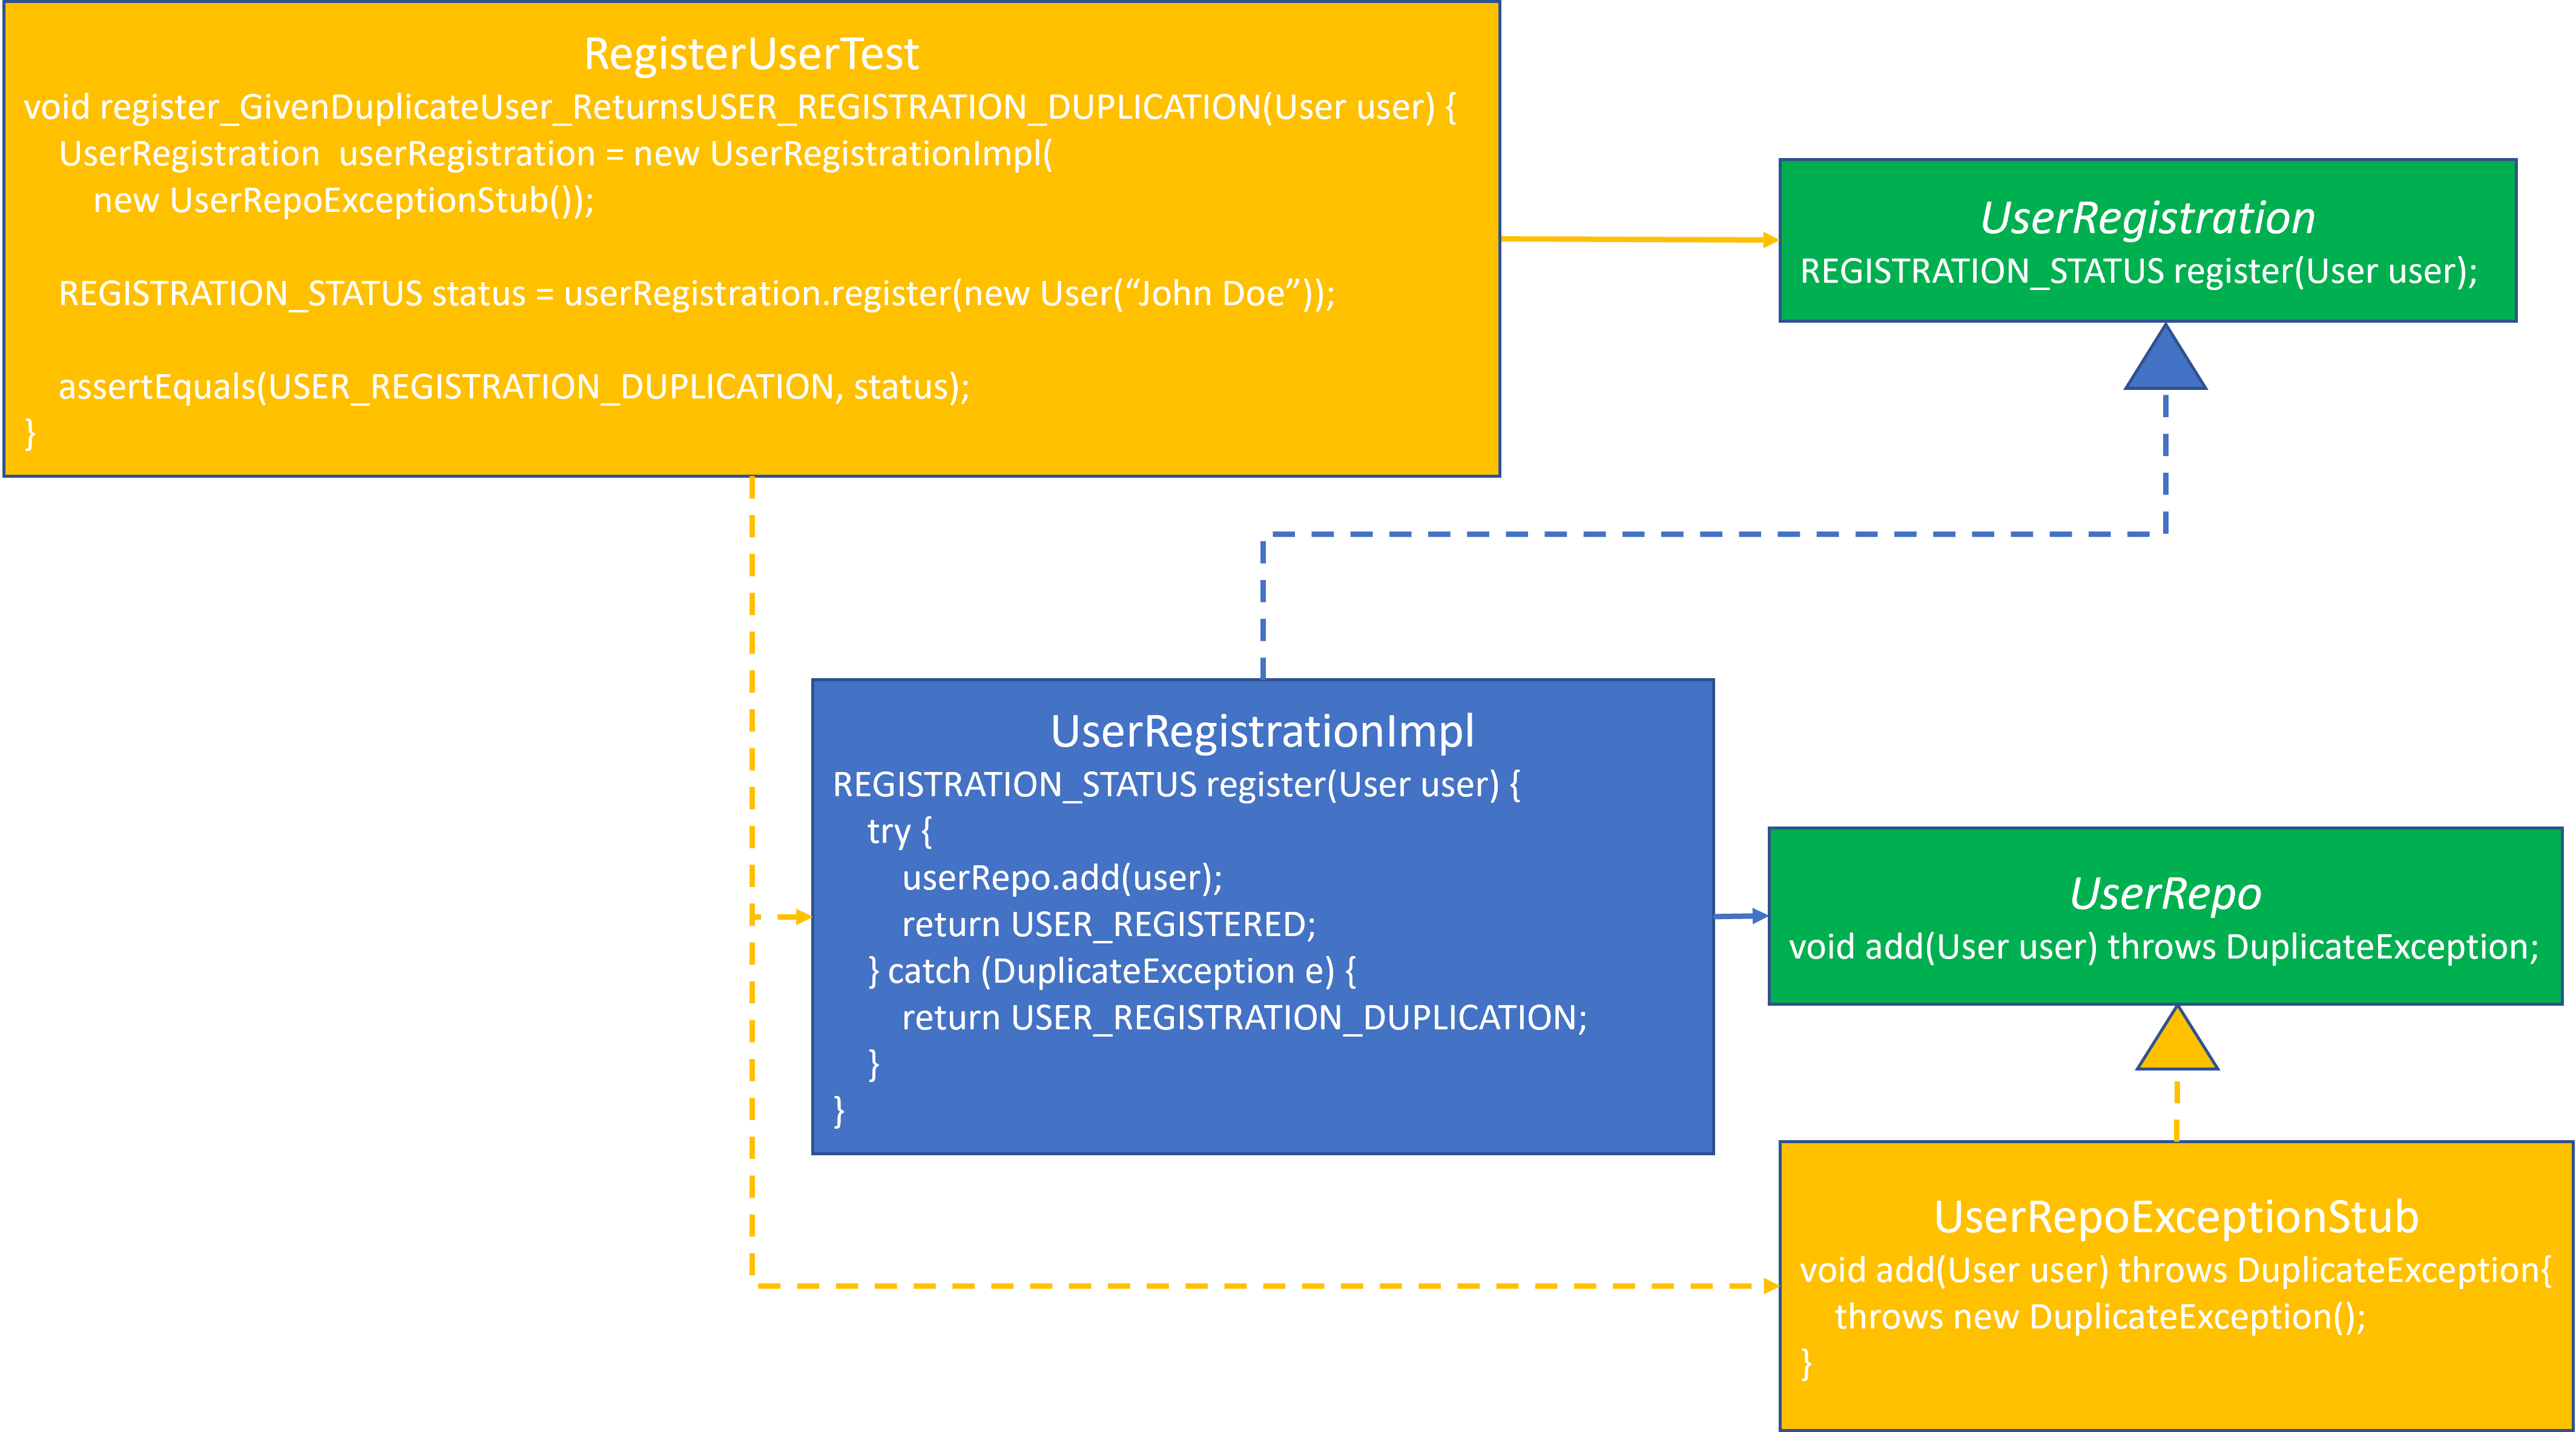 RegisterUserTest
void register_GivenDuplicateUser_ReturnsUSER_REGISTRATION_DUPLICATION(User user) {
UserRegistration  userRegistration = new UserRegistrationImpl(
new UserRepoExceptionStub());
REGISTRATION_STATUS status = userRegistration.register(new User(“John Doe”));
assertEquals(USER_REGISTRATION_DUPLICATION, status);
}
UserRegistration
REGISTRATION_STATUS register(User user);
UserRegistrationImpl
REGISTRATION_STATUS register(User user) {
try {
userRepo.add(user);
return USER_REGISTERED;
} catch (DuplicateException e) {
return USER_REGISTRATION_DUPLICATION;
}
}
UserRepo
void add(User user) throws DuplicateException;
UserRepoExceptionStub
void add(User user) throws DuplicateException{
throws new DuplicateException();
}